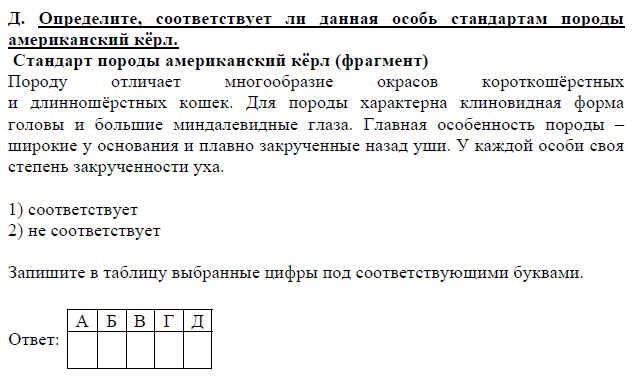 Д. Определите, соответствует ли данная особь стандартам породы
американский кёрл.
Стандарт породы американский кёрл (фрагмент)
Породу отличает многообразие окрасов короткошёрстных
и длинношёрстных кошек. Для породы характерна клиновидная форма
головы и большие миндалевидные глаза. Главная особенность породы –
широкие у основания и плавно закрученные назад уши. У каждой особи своя
степень закрученности уха.
1) соответствует
2) не соответствует
Запишите в таблицу выбранные цифры под соответствующими буквами.
А Б В Г Д
Ответ: